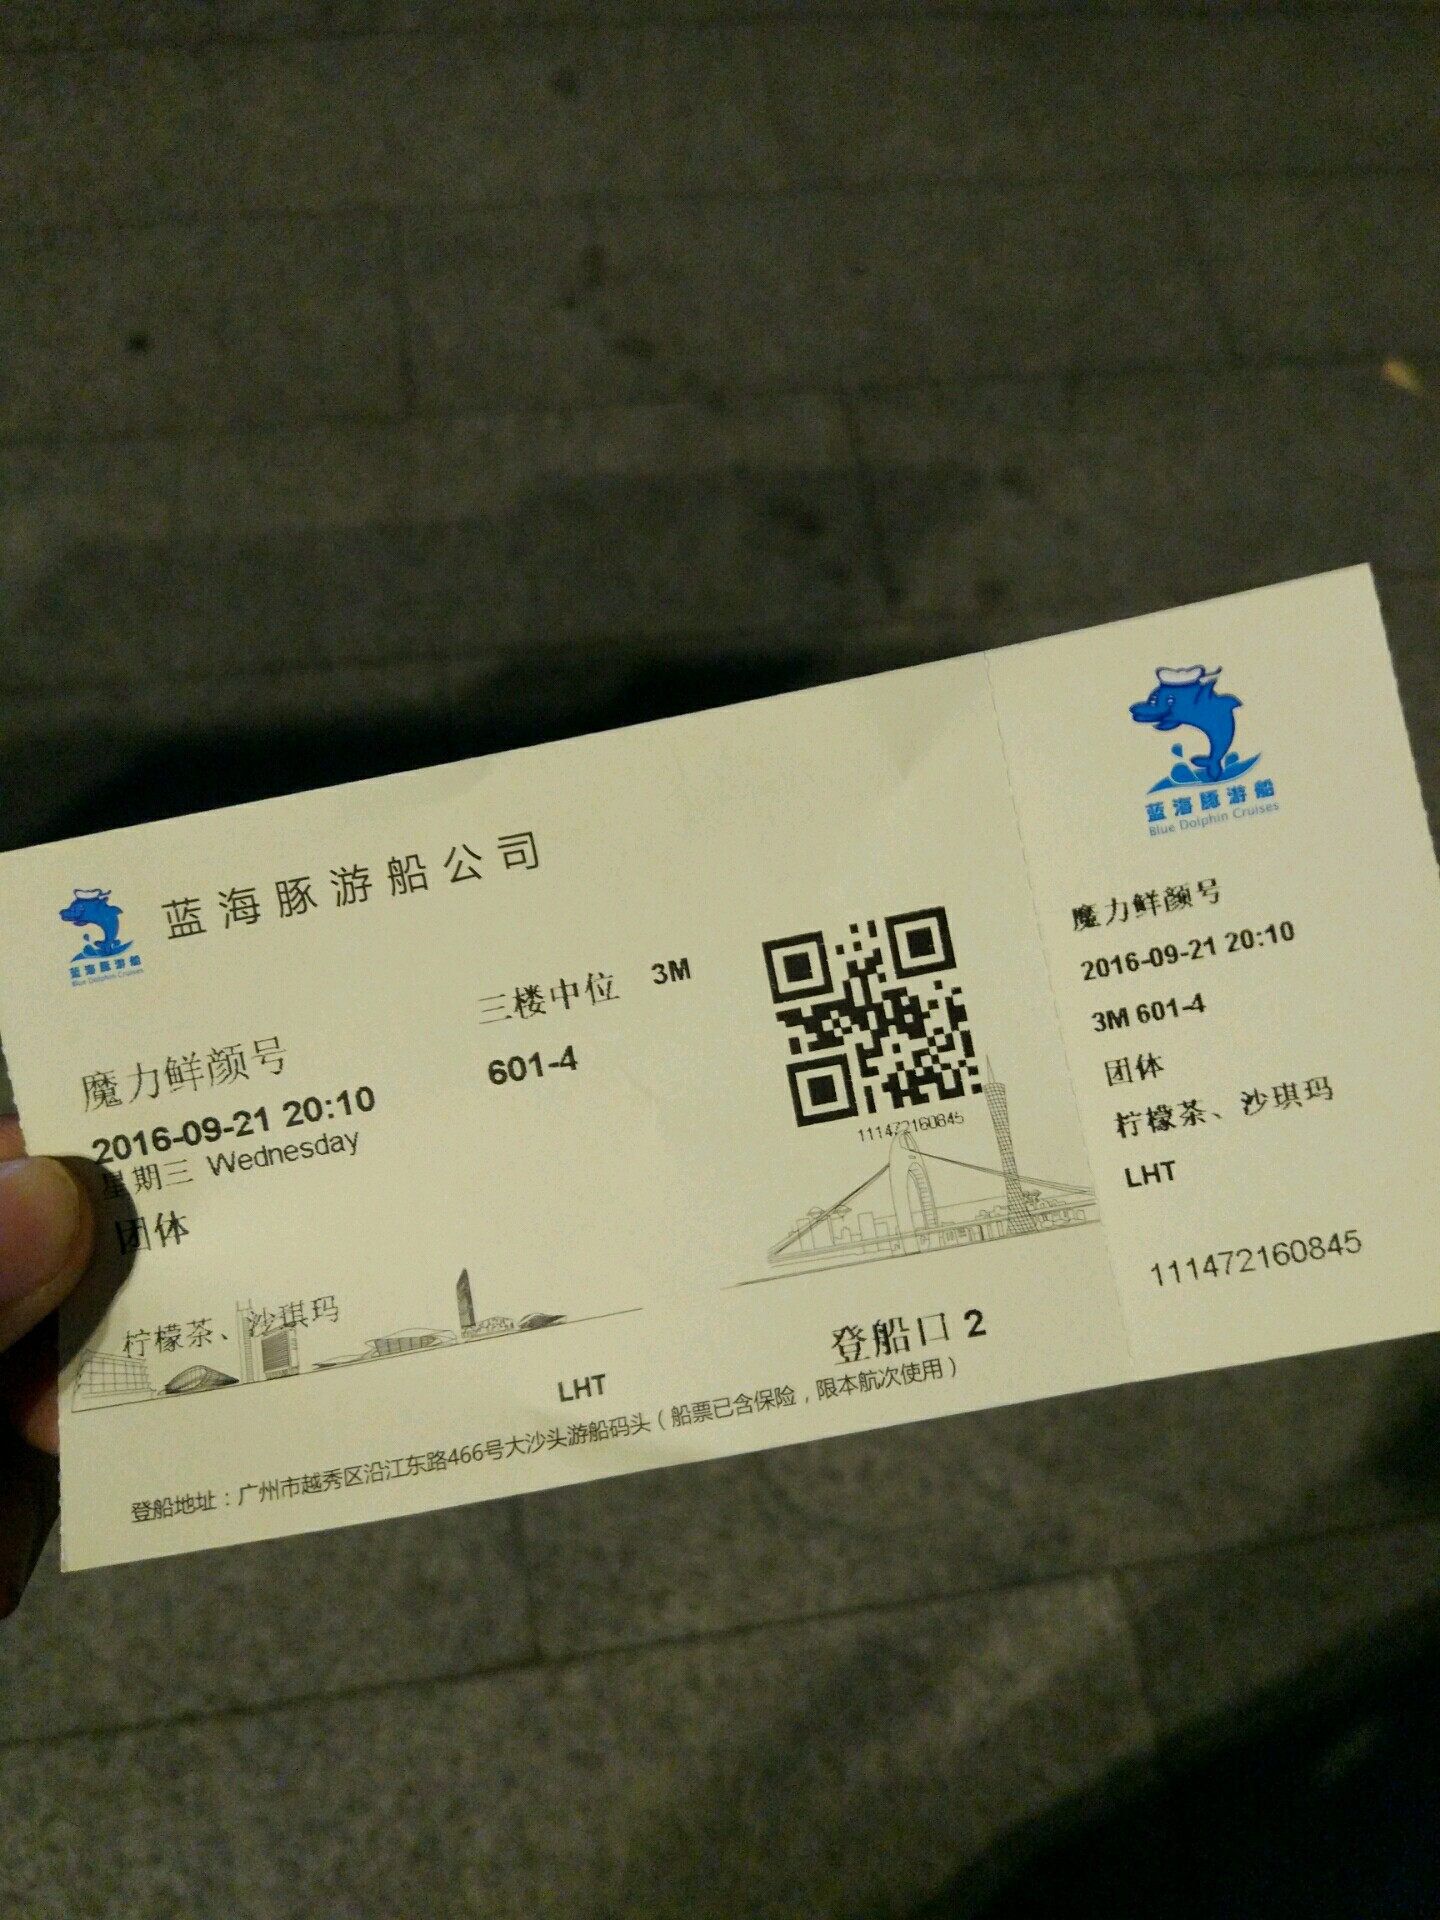 蓝海豚游船公司
蓝海豚游船
Blue Dolphin Cruises
三楼中位 3M
601-4
魔力鲜颜号
2016-09-21 20:10
星期三 Wednesday
团体
柠檬茶、沙琪玛
LHT
111472160845
登船口 2
登船地址：广州市越秀区沿江东路466号大沙头游船码头（船票已含保险，限本航次使用）
蓝海豚游船
Blue Dolphin Cruises
魔力鲜颜号
2016-09-21 20:10
3M 601-4
团体
柠檬茶、沙琪玛
LHT
111472160845